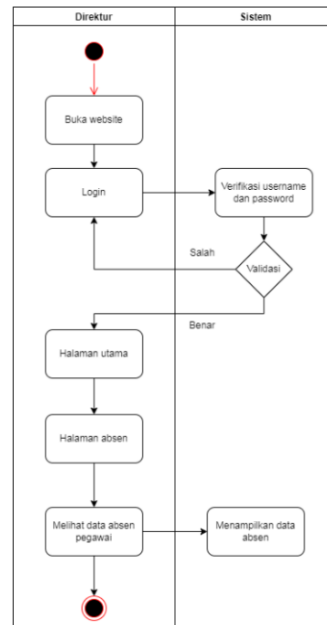 Direktur
Sistem
Buka website
Login
Verifikasi username
dan password
Salah
Validasi
Benar
Halaman utama
Halaman absen
Melihat data absen
pegawai
Menampilkan data
absen